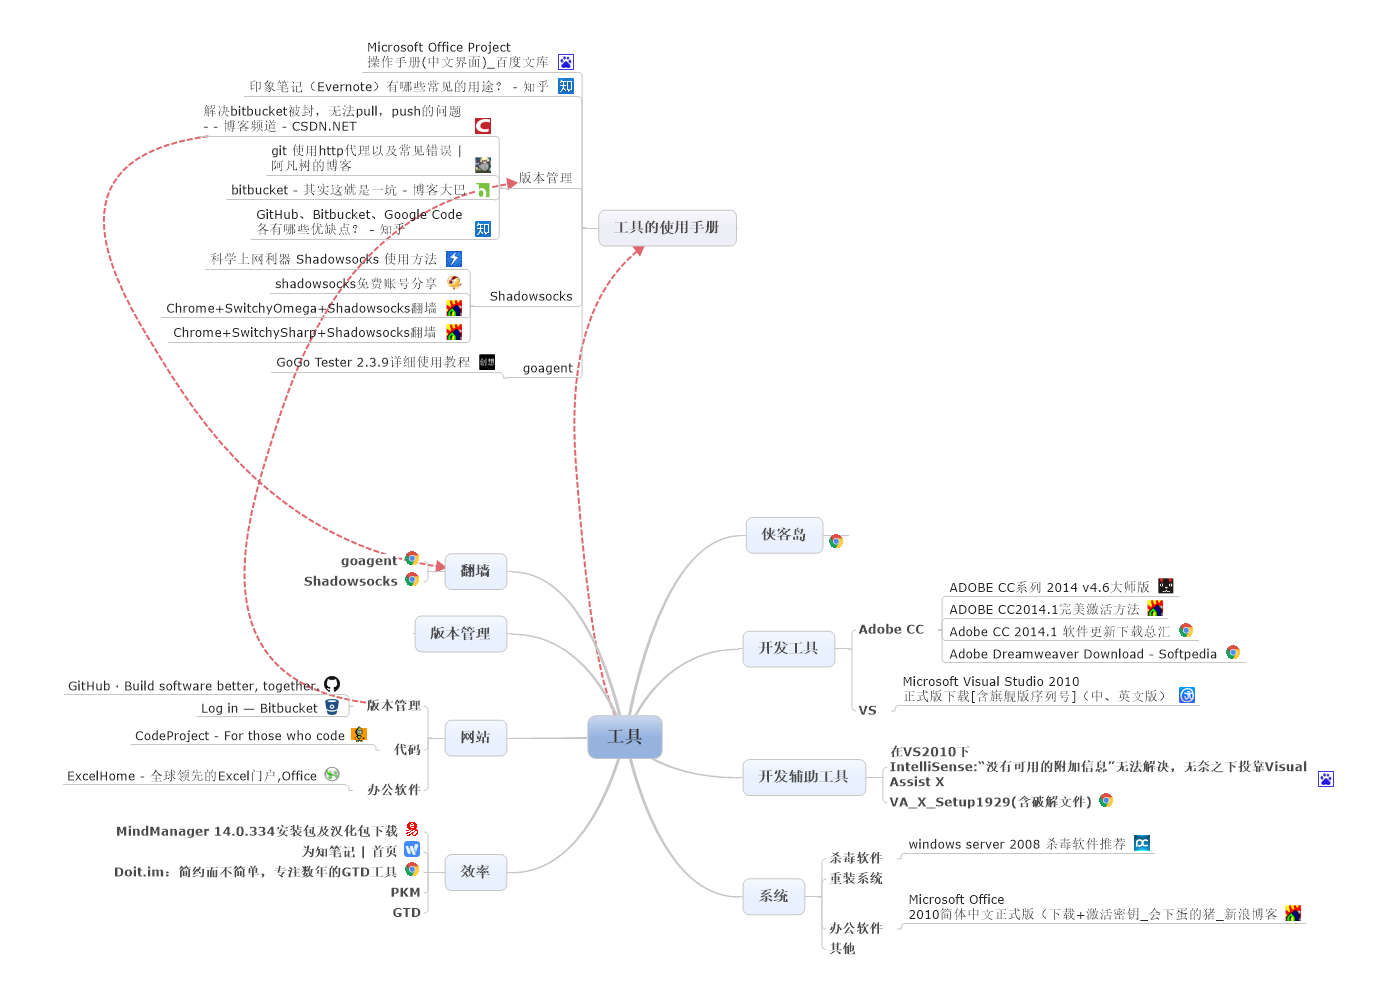 Microsoft Office Project
操作手册(中文界面)_百度文库
印象笔记（Evernote）有哪些常见的用途？ - 知乎
解决bitbucket被封，无法pull，push的问题
- - 博客频道 - CSDN.NET
git 使用http代理以及常见错误 |
阿凡树的博客
bitbucket - 其实这就是一坑 - 博客大巴
GitHub、Bitbucket、Google Code
各有哪些优缺点？ - 知乎
版本管理
科学上网利器 Shadowsocks 使用方法
shadowsocks免费账号分享
Chrome+SwitchyOmega+Shadowsocks翻墙
Chrome+SwitchySharp+Shadowsocks翻墙
Shadowsocks
GoGo Tester 2.3.9详细使用教程
goagent
工具的使用手册
goagent
Shadowsocks
翻墙
版本管理
GitHub · Build software better, together.
Log in — Bitbucket
版本管理
CodeProject - For those who code
代码
ExcelHome - 全球领先的Excel门户,Office
办公软件
网站
MindManager 14.0.334安装包及汉化包下载
为知笔记 | 首页
Doit.im：简约而不简单，专注数年的GTD工具
PKM
GTD
效率
工具
侠客岛
开发工具
Adobe CC
ADOBE CC系列 2014 v4.6大师版
ADOBE CC2014.1完美激活方法
Adobe CC 2014.1 软件更新下载总汇
Adobe Dreamweaver Download - Softpedia
VS
Microsoft Visual Studio 2010
正式版下载[含旗舰版序列号]（中、英文版）
开发辅助工具
在VS2010下
IntelliSense:“没有可用的附加信息”无法解决，无奈之下投靠Visual
Assist X
VA_X_Setup1929(含破解文件)
系统
杀毒软件
windows server 2008 杀毒软件推荐
重装系统
办公软件
Microsoft Office
2010简体中文正式版（下载+激活密钥_会下蛋的猪_新浪博客
其他